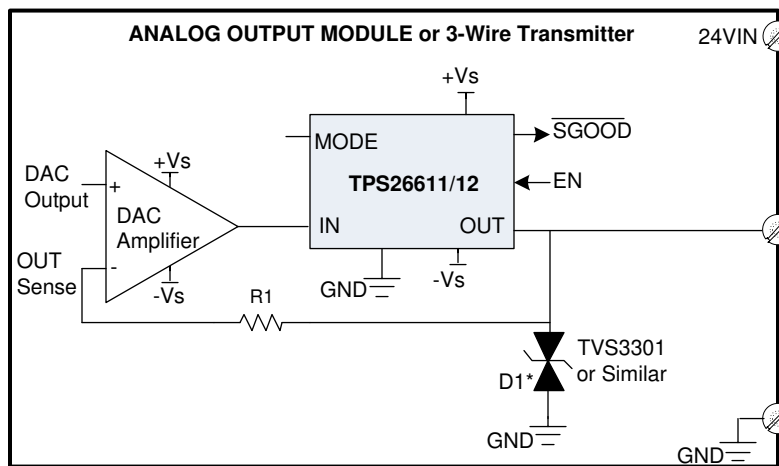 ANALOG OUTPUT MODULE or 3-Wire Transmitter
24VIN
+Vs
MODE
SGOOD
+Vs
TPS26611/12
EN
DAC
Output
+
DAC
Amplifier
IN
OUT
OUT
Sense
-
-Vs
GND
-Vs
R1
TVS3301
or Similar
D1*
GND
GND